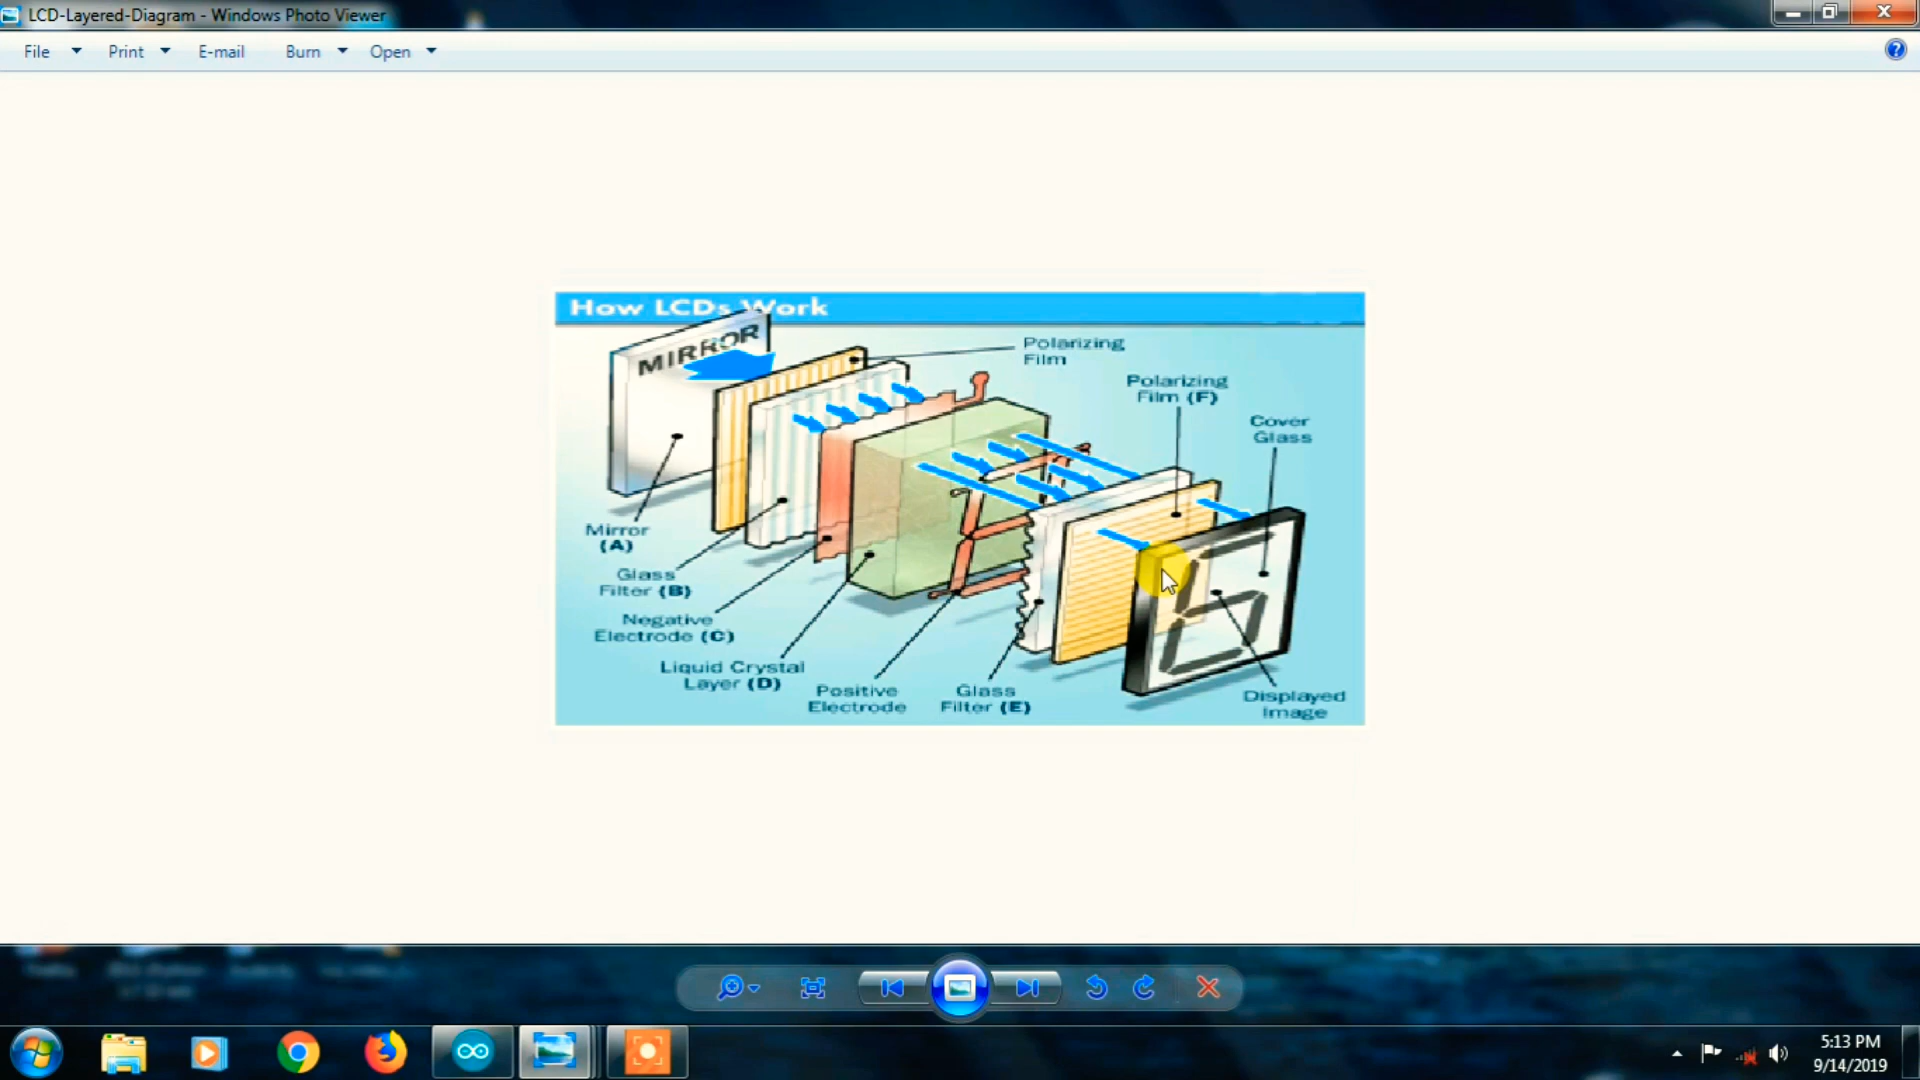 LCD-Layered-Diagram - Windows Photo Viewer
File Print E-mail Burn Open
How LCDs Work
MIRROR
Polarizing
Film
Polarizing
Film (F)
Cover
Glass
Mirror
(A)
Glass
Filter (B)
Negative
Electrode (C)
Liquid Crystal
Layer (D)
Positive
Electrode
Glass
Filter (E)
Displayed
Image
5:13 PM
9/14/2019